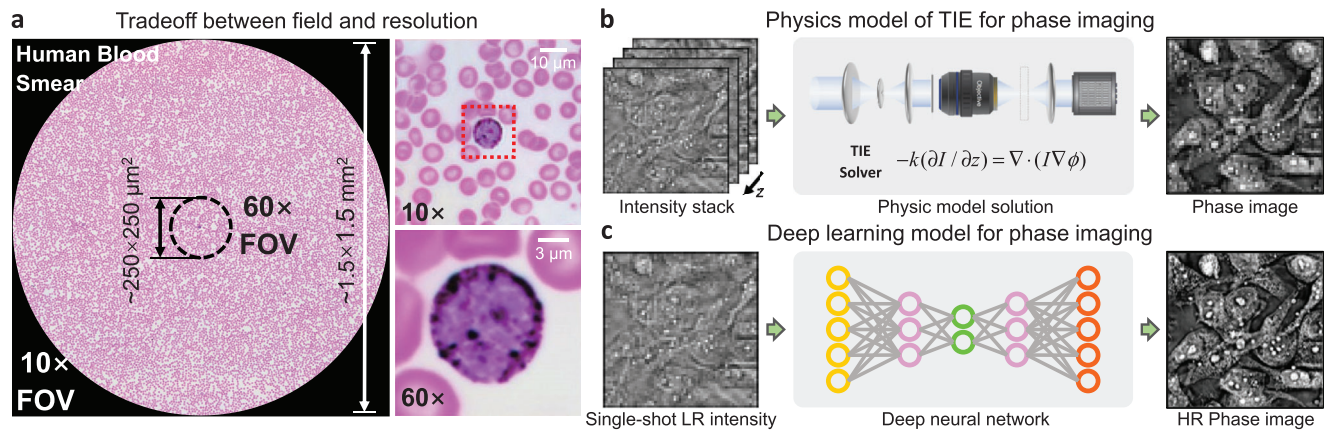 a
Tradeoff between field and resolution
Human Blood
Smear
~250×250 µm²
60×
FOV
~1.5×1.5 mm²
10×
FOV
10 µm
10×
3 µm
60×
b
Physics model of TIE for phase imaging
z
Intensity stack
Objective
TIE
Solver
−k(∂I / ∂z) = ∇·(I∇ϕ)
Physic model solution
Phase image
c
Deep learning model for phase imaging
Single-shot LR intensity
Deep neural network
HR Phase image